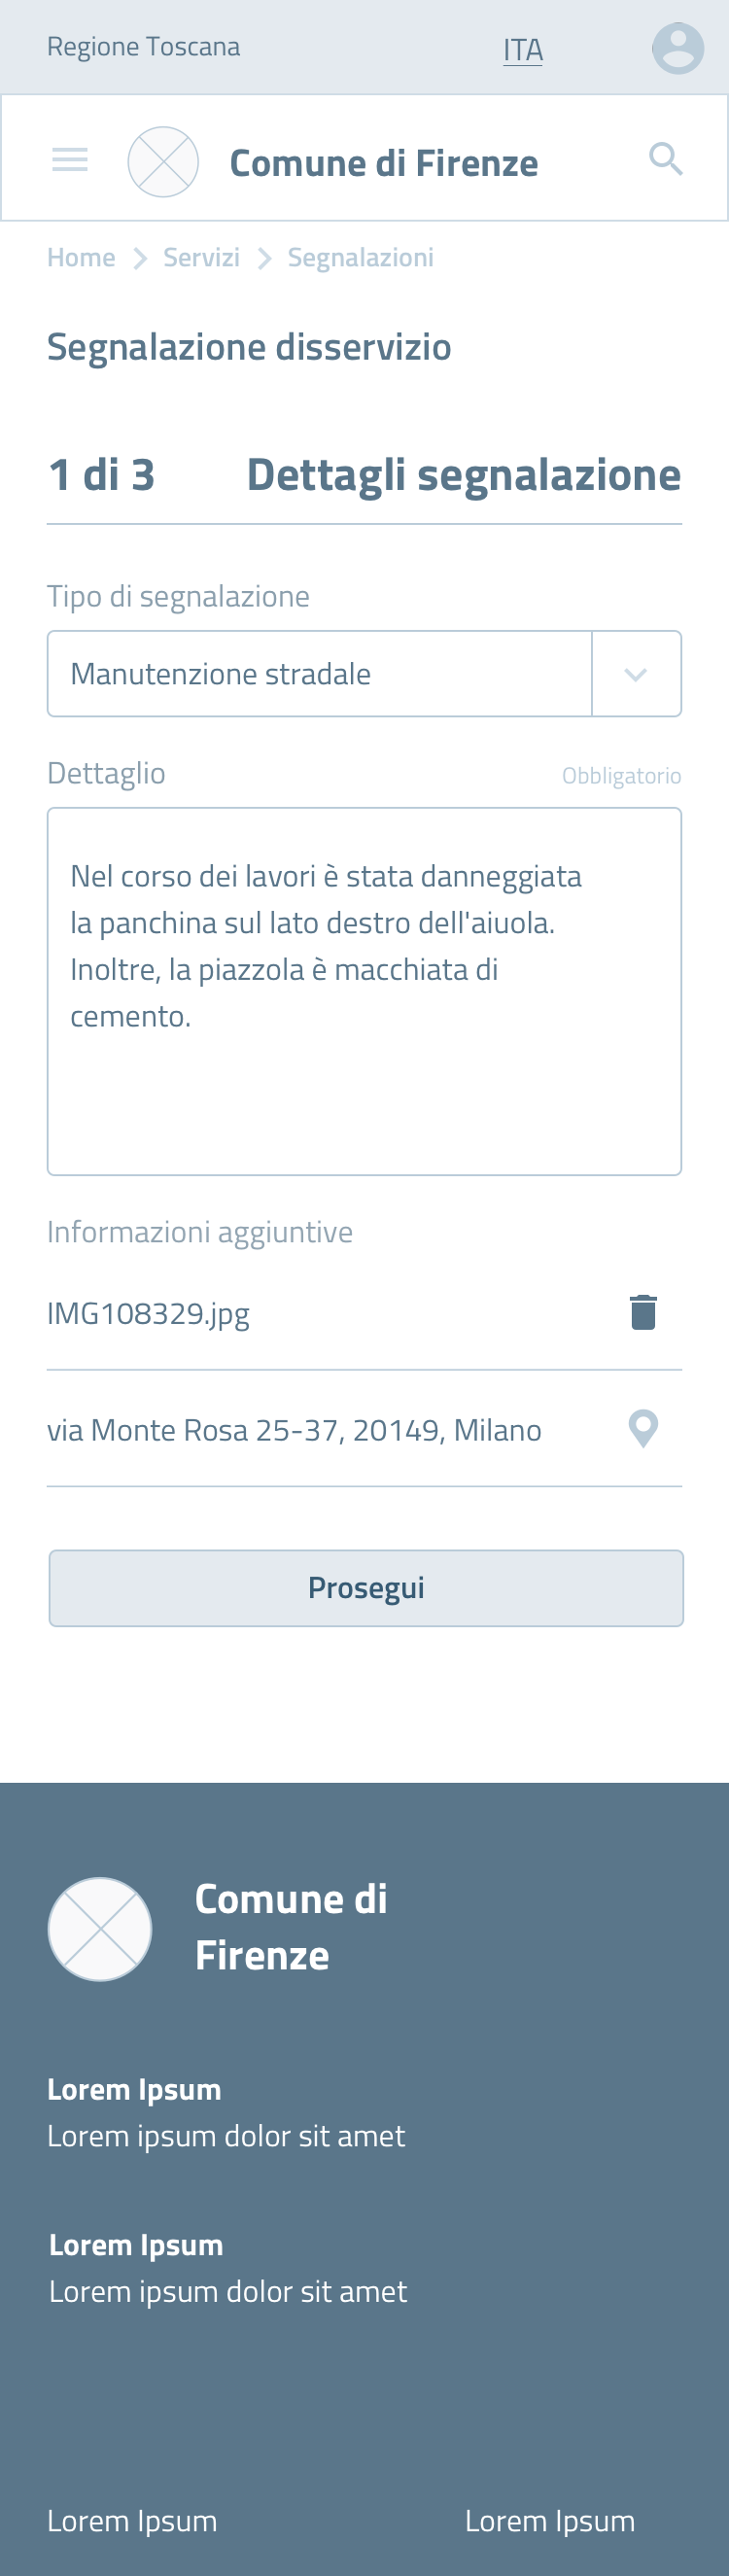 Regione Toscana ITA
Comune di Firenze
Home Servizi Segnalazioni
Segnalazione disservizio
1 di 3 Dettagli segnalazione
Tipo di segnalazione
Manutenzione stradale
Dettaglio Obbligatorio
Nel corso dei lavori è stata danneggiata
la panchina sul lato destro dell'aiuola.
Inoltre, la piazzola è macchiata di
cemento.
Informazioni aggiuntive
IMG108329.jpg
via Monte Rosa 25-37, 20149, Milano
Prosegui
Comune di
Firenze
Lorem Ipsum
Lorem ipsum dolor sit amet
Lorem Ipsum
Lorem ipsum dolor sit amet
Lorem Ipsum Lorem Ipsum